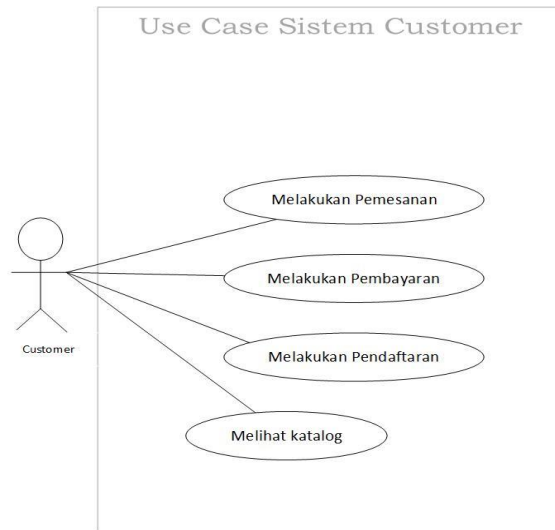 Use Case Sistem Customer
Melakukan Pemesanan
Melakukan Pembayaran
Customer
Melakukan Pendaftaran
Melihat katalog